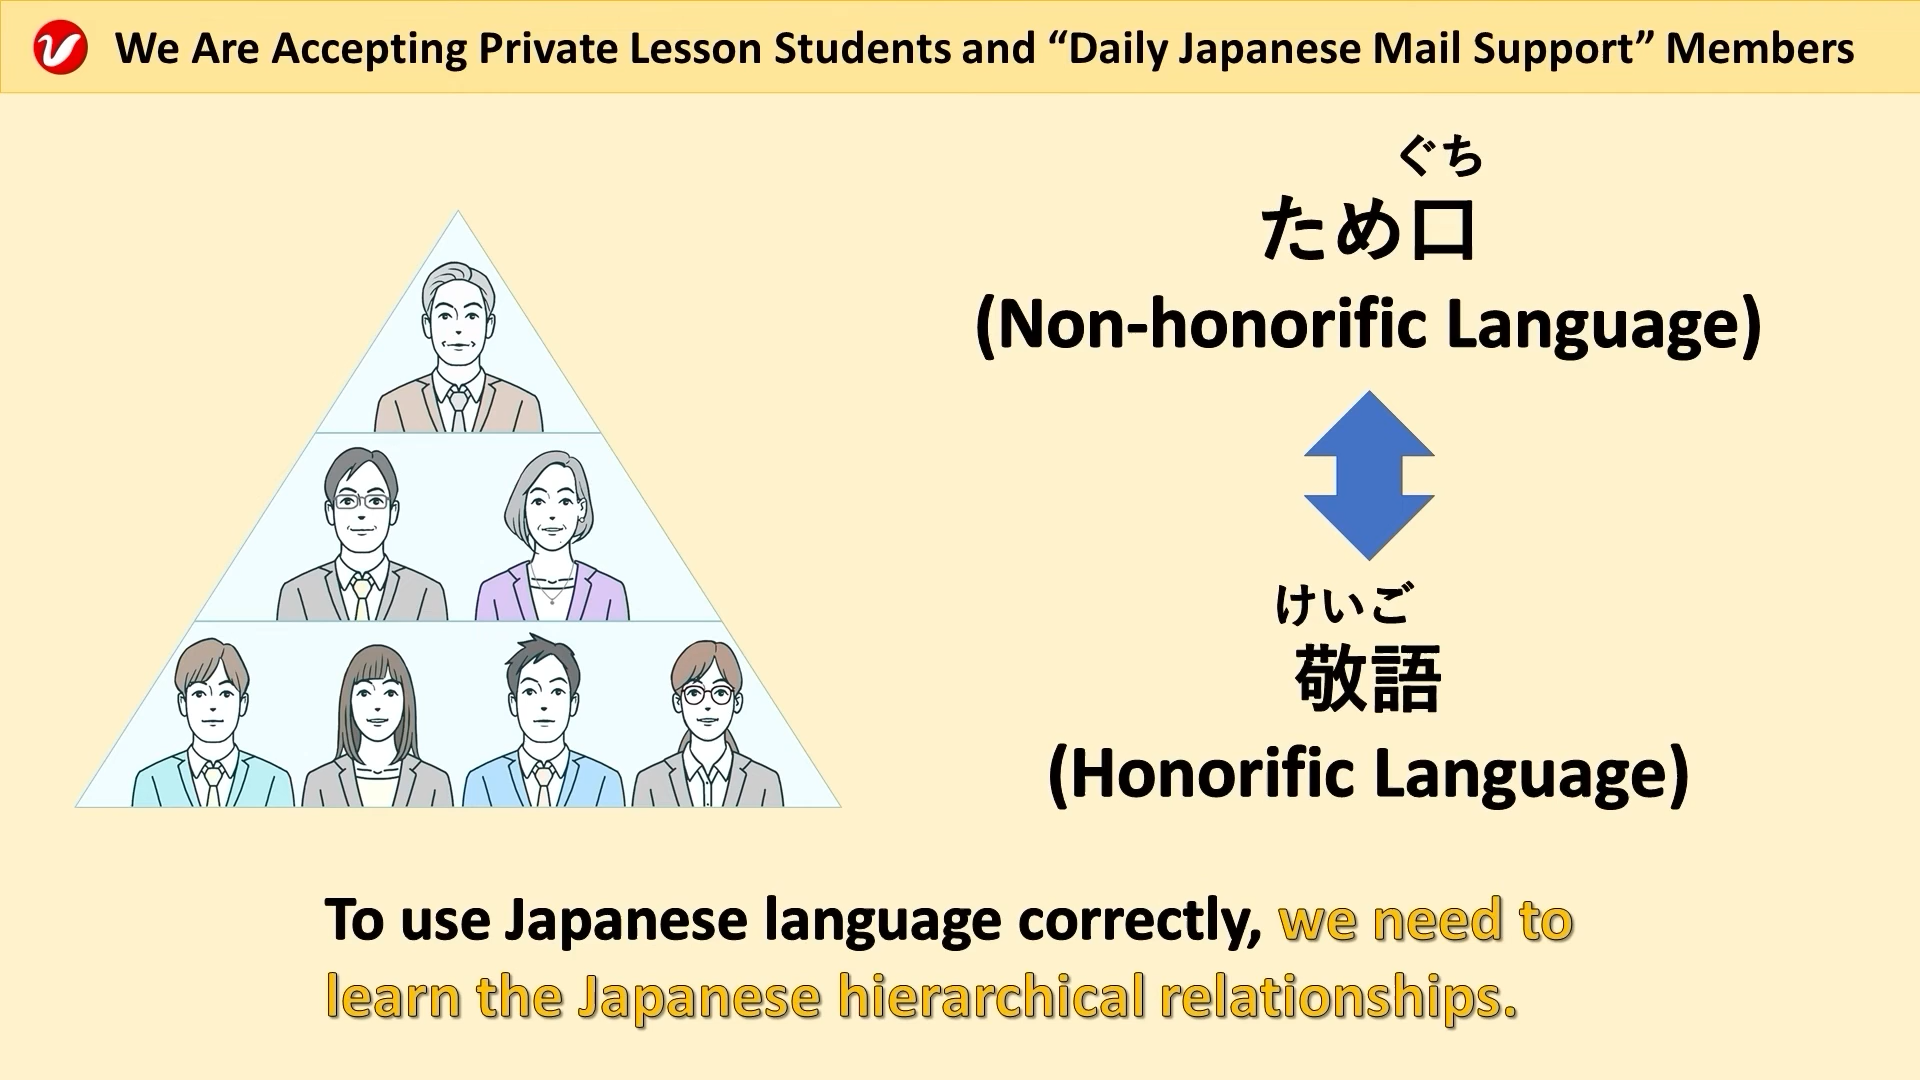 We Are Accepting Private Lesson Students and “Daily Japanese Mail Support” Members
ぐち
ため口
(Non-honorific Language)
けいご
敬語
(Honorific Language)
To use Japanese language correctly, we need to
learn the Japanese hierarchical relationships.